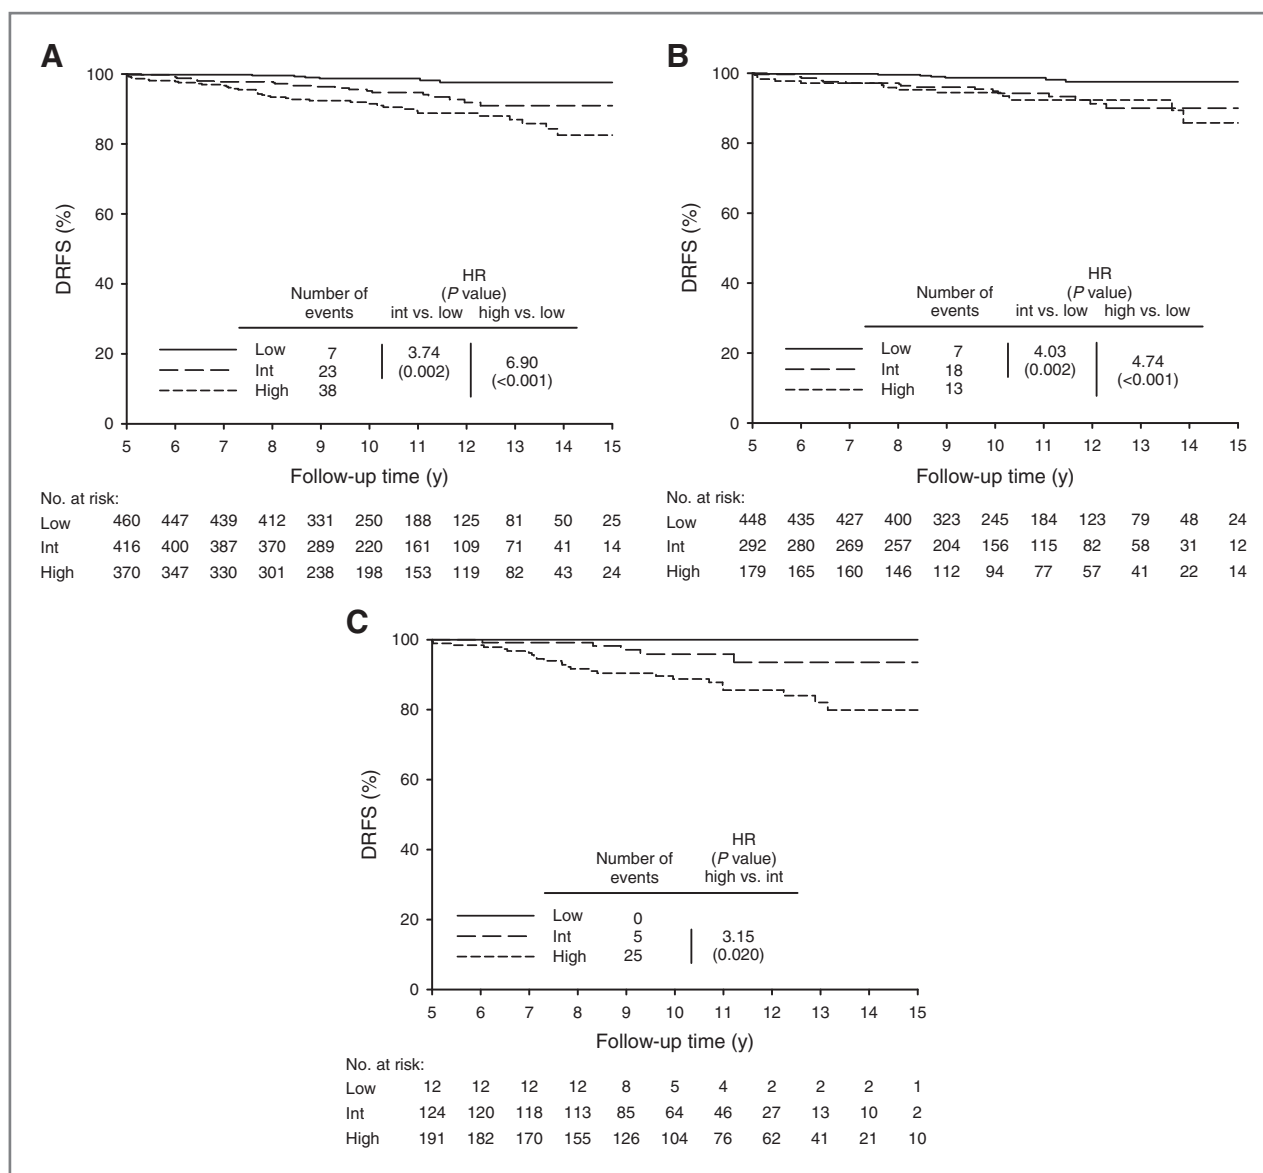 A
100
80
60
40
20
0
DRFS (%)
HR
Number of (P value)
events int vs. low high vs. low
Low 7 3.74
Int 23 (0.002) 6.90
High 38 (<0.001)
5 6 7 8 9 10 11 12 13 14 15
Follow-up time (y)
No. at risk:
Low 460 447 439 412 331 250 188 125 81 50 25
Int 416 400 387 370 289 220 161 109 71 41 14
High 370 347 330 301 238 198 153 119 82 43 24
B
100
80
60
40
20
0
DRFS (%)
HR
Number of (P value)
events int vs. low high vs. low
Low 7 4.03
Int 18 (0.002) 4.74
High 13 (<0.001)
5 6 7 8 9 10 11 12 13 14 15
Follow-up time (y)
No. at risk:
Low 448 435 427 400 323 245 184 123 79 48 24
Int 292 280 269 257 204 156 115 82 58 31 12
High 179 165 160 146 112 94 77 57 41 22 14
C
100
80
60
40
20
0
DRFS (%)
HR
Number of (P value)
events high vs. int
Low 0
Int 5 3.15
High 25 (0.020)
5 6 7 8 9 10 11 12 13 14 15
Follow-up time (y)
No. at risk:
Low 12 12 12 12 8 5 4 2 2 2 1
Int 124 120 118 113 85 64 46 27 13 10 2
High 191 182 170 155 126 104 76 62 41 21 10